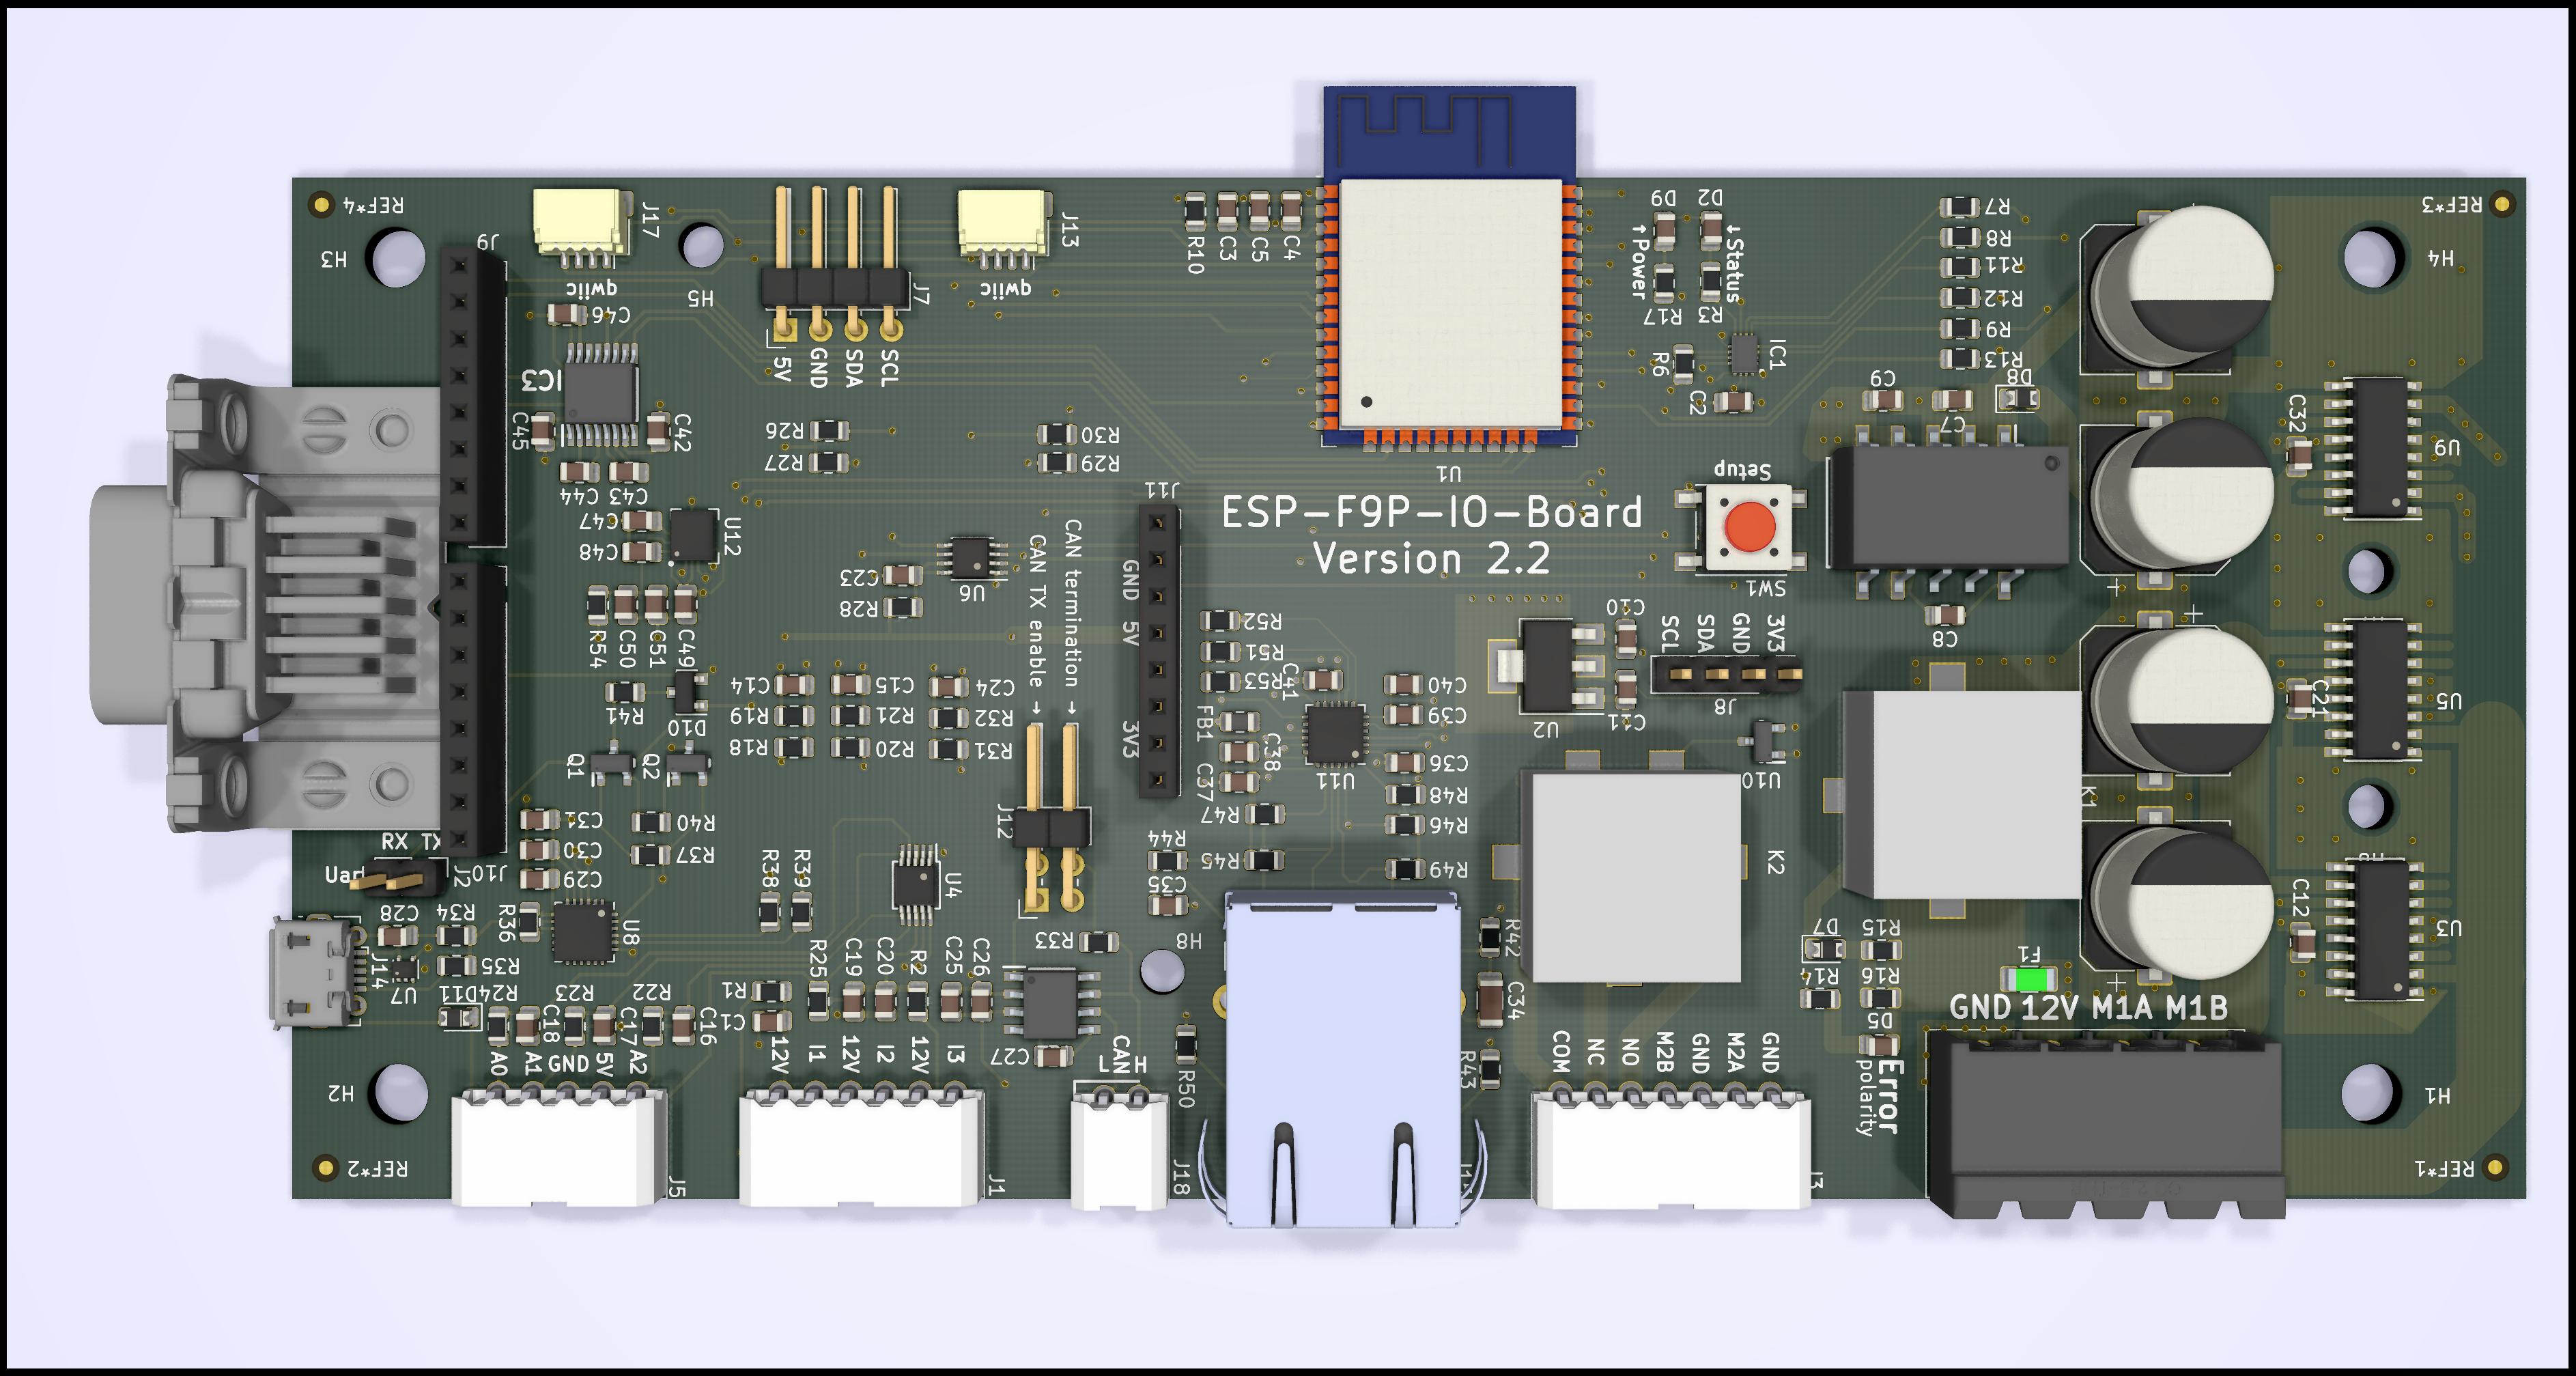 REF*4
J17
J13
D9
D2
R7
REF*3
H3
J9
H5
R10
C3
C5
C4
↓Power
↓Status
R8
H4
qwiic
qwiic
J7
R11
R12
C46
R17
R3
R9
5V
GND
SDA
SCL
R6
IC1
R13
IC3
C2
C9
D8
C45
C42
R26
R30
C7
C32
R27
R29
U1
Setup
U9
C44
C43
J11
ESP-F9P-IO-Board
Version 2.2
C47
U12
C48
CAN TX enable →
CAN termination →
C23
U6
GND
SW1
R28
R52
C10
C8
R54
C50
C51
C49
5V
R51
SCL
SDA
GND
3V3
C14
C15
C24
R53
C41
C40
R41
R19
R21
R32
FB1
C39
C11
J8
C21
U5
D10
R18
R20
R31
3V3
C38
U2
Q1
Q2
C37
U11
C36
U10
K1
R48
C31
R40
J12
R47
R46
RX TX
C30
R37
R44
R45
R49
K2
J2
J10
C29
R38
R39
U4
C35
C28
R34
R36
U8
C12
R33
H8
R42
D7
R15
U3
J14
R35
R25
C19
C20
R2
C25
C26
F1
U7
R14
R16
D11
R24
R23
R22
R1
C34
GND 12V M1A M1B
C18
C17
C16
C1
D5
A0
A1
GND
5V
A2
12V
I1
12V
I2
12V
I3
C27
CAN
L H
R50
R43
COM
NC
NO
M2B
GND
M2A
GND
Error
polarity
H2
H1
REF*2
J5
J1
J18
REF*1